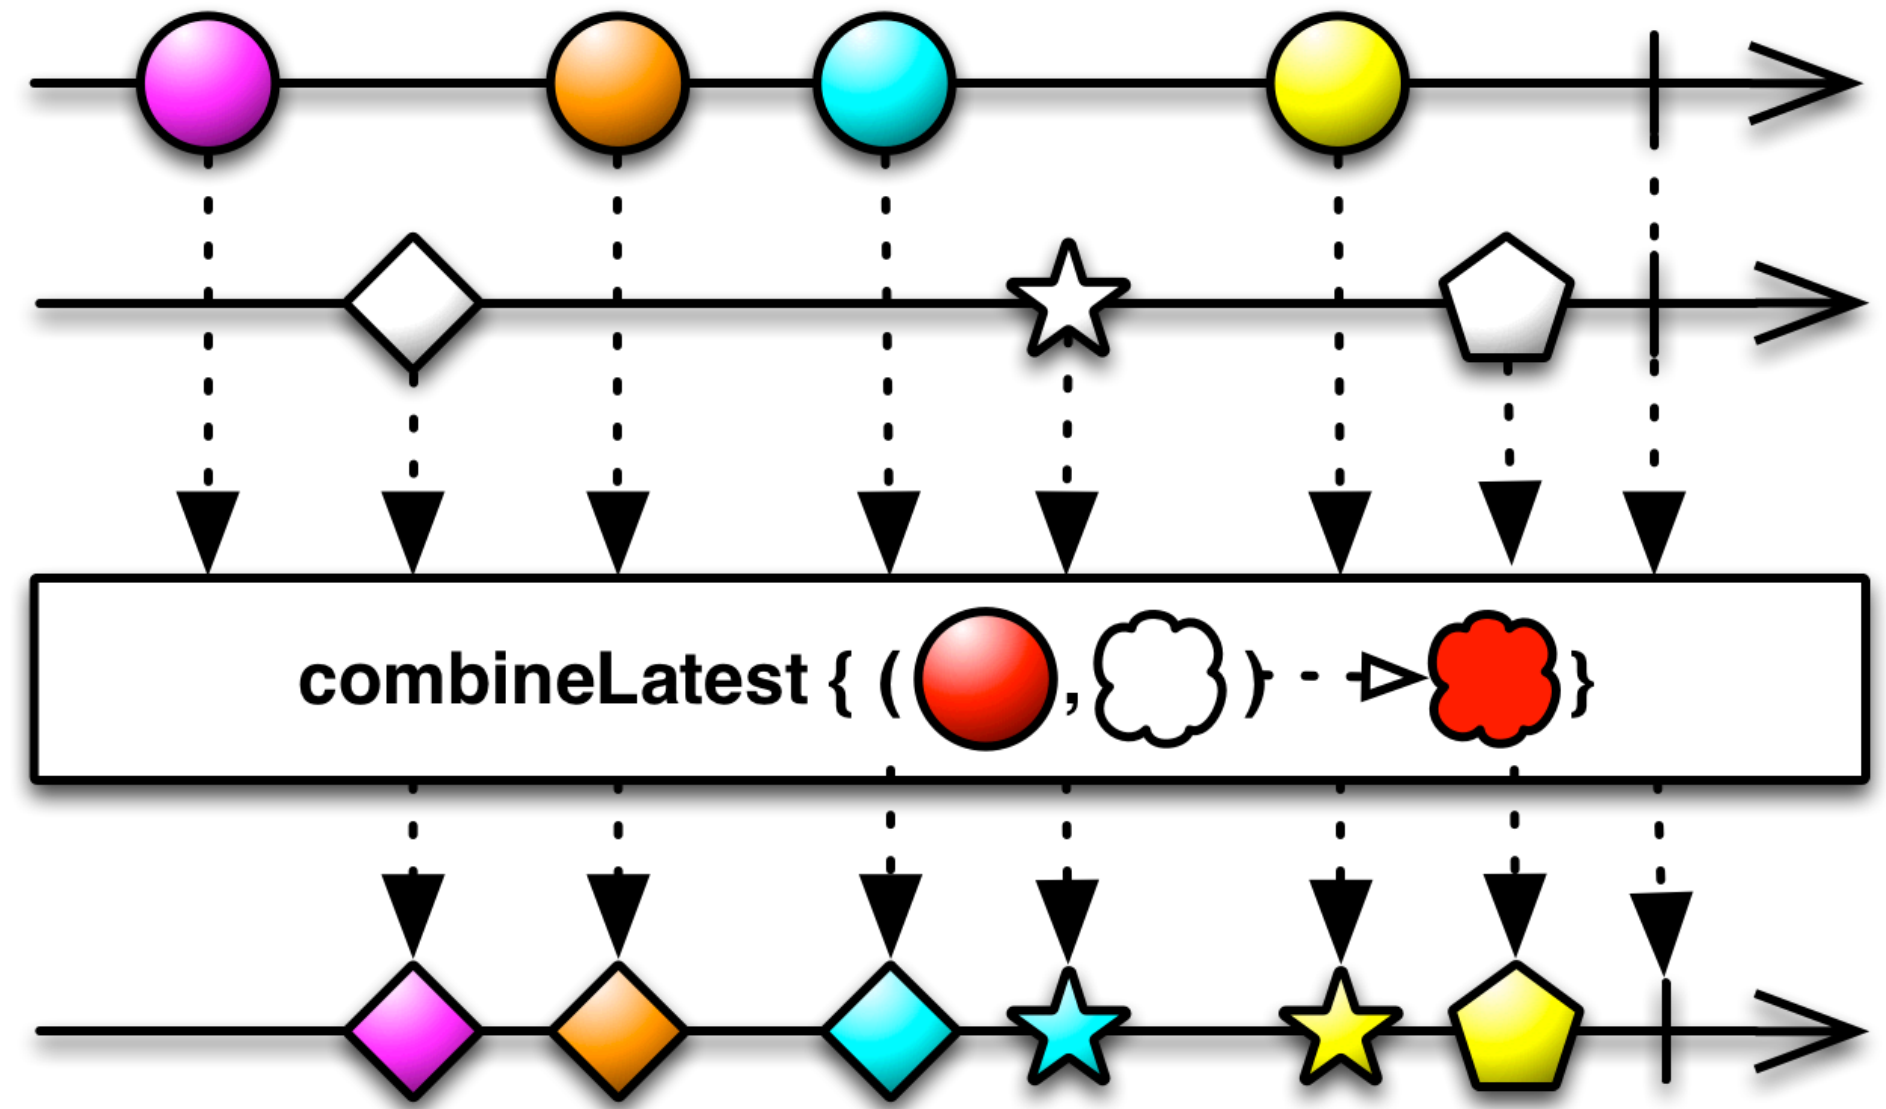 combineLatest { ( , ) }